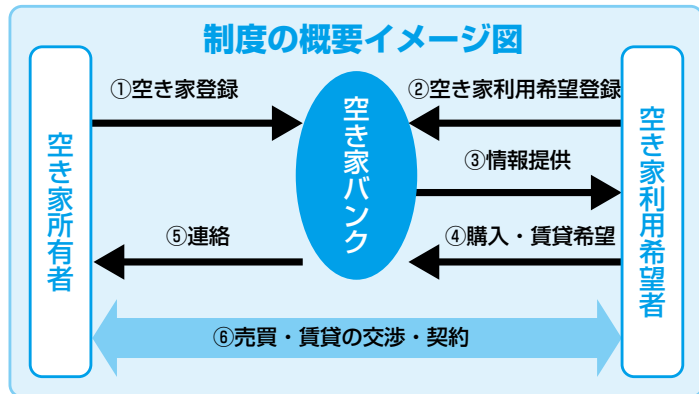 制度の概要イメージ図
空き家所有者
①空き家登録
空き家バンク
②空き家利用希望登録
③情報提供
⑤連絡
④購入・賃貸希望
空き家利用希望者
⑥売買・賃貸の交渉・契約